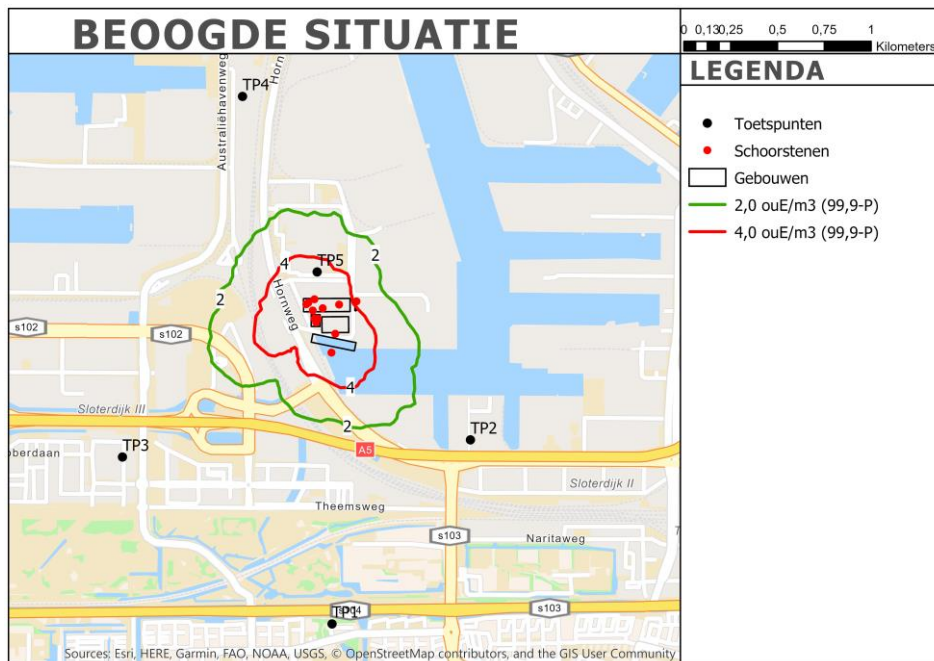 BEOOGDE SITUATIE
0 0,13 0,25 0,5 0,75 1
Kilometers
LEGENDA
Toetspunten
Schoorstenen
Gebouwen
2,0 ouE/m3 (99,9-P)
4,0 ouE/m3 (99,9-P)
Australiëhavenweg
TP4
Horn
4
TP5
2
2
Hornweg
s102
s102
4
Sloterdijk III
2
TP2
A5
TP3
oberdaan
Sloterdijk II
Theemsweg
s103
Naritaweg
TP1
s103
Sources: Esri, HERE, Garmin, FAO, NOAA, USGS, © OpenStreetMap contributors, and the GIS User Community